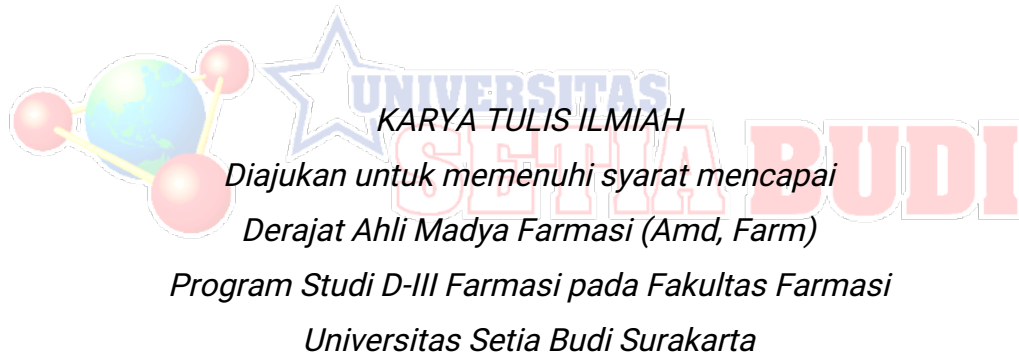 UNIVERSITAS
SETIA BUDI
KARYA TULIS ILMIAH
Diajukan untuk memenuhi syarat mencapai
Derajat Ahli Madya Farmasi (Amd, Farm)
Program Studi D-III Farmasi pada Fakultas Farmasi
Universitas Setia Budi Surakarta